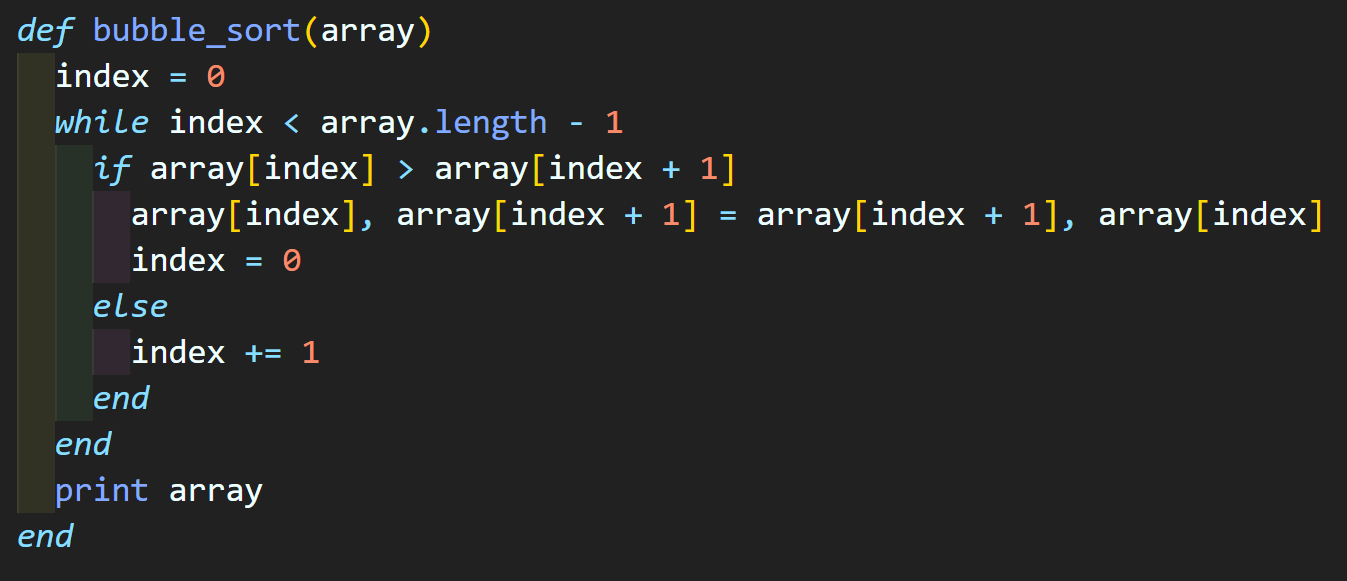 def bubble_sort(array)
  index = 0
  while index < array.length - 1
    if array[index] > array[index + 1]
      array[index], array[index + 1] = array[index + 1], array[index]
      index = 0
    else
      index += 1
    end
  end
  print array
end